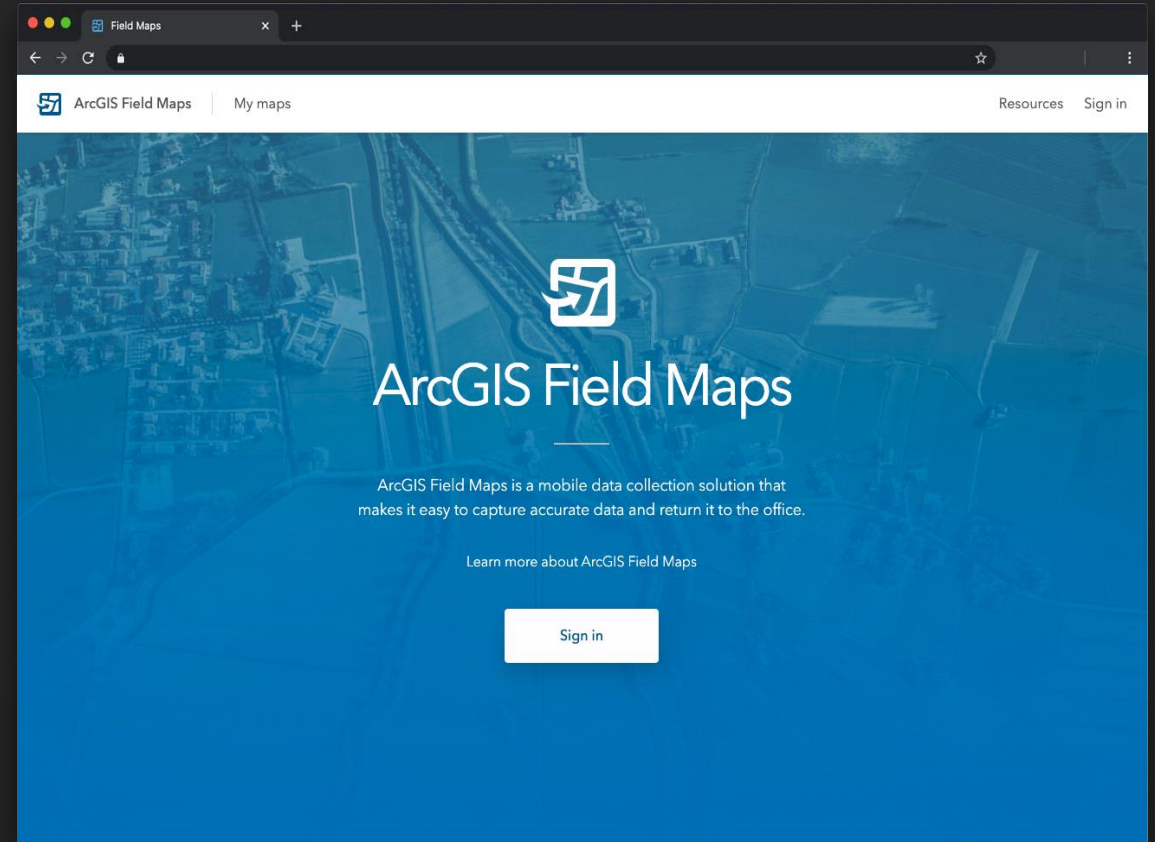 Field Maps
ArcGIS Field Maps My maps Resources Sign in
ArcGIS Field Maps
ArcGIS Field Maps is a mobile data collection solution that
makes it easy to capture accurate data and return it to the office.
Learn more about ArcGIS Field Maps
Sign in